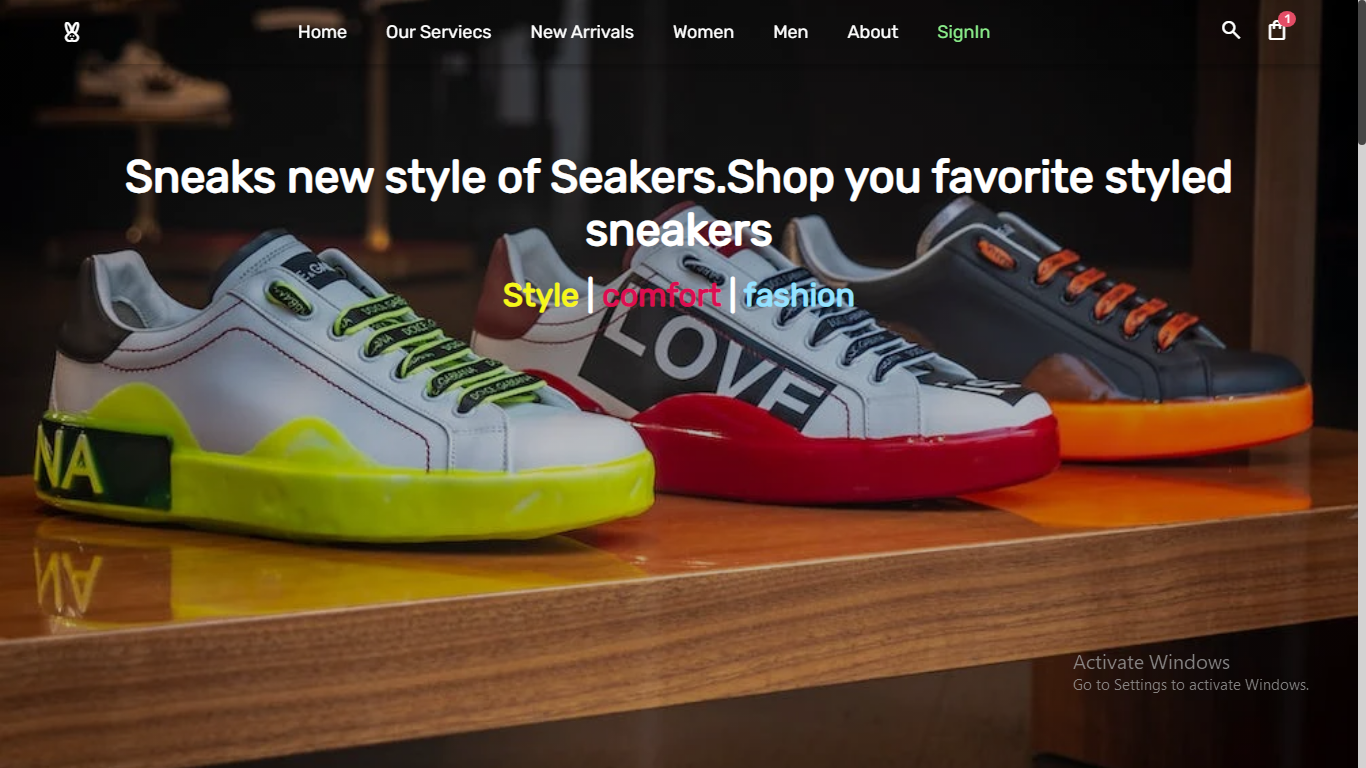 Home Our Serviecs New Arrivals Women Men About SignIn 1
Sneaks new style of Seakers.Shop you favorite styled
sneakers
Style | comfort | fashion
LOVE
NA
Activate Windows
Go to Settings to activate Windows.